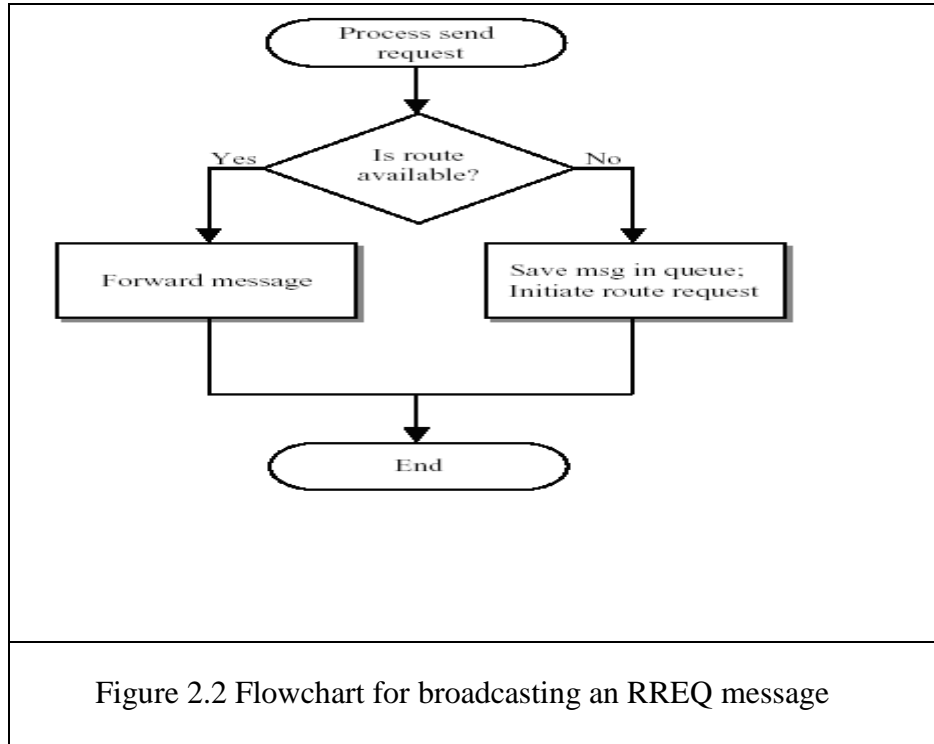 Process send
request
Is route
available?
Yes
No
Forward message
Save msg in queue;
Initiate route request
End
Figure 2.2 Flowchart for broadcasting an RREQ message